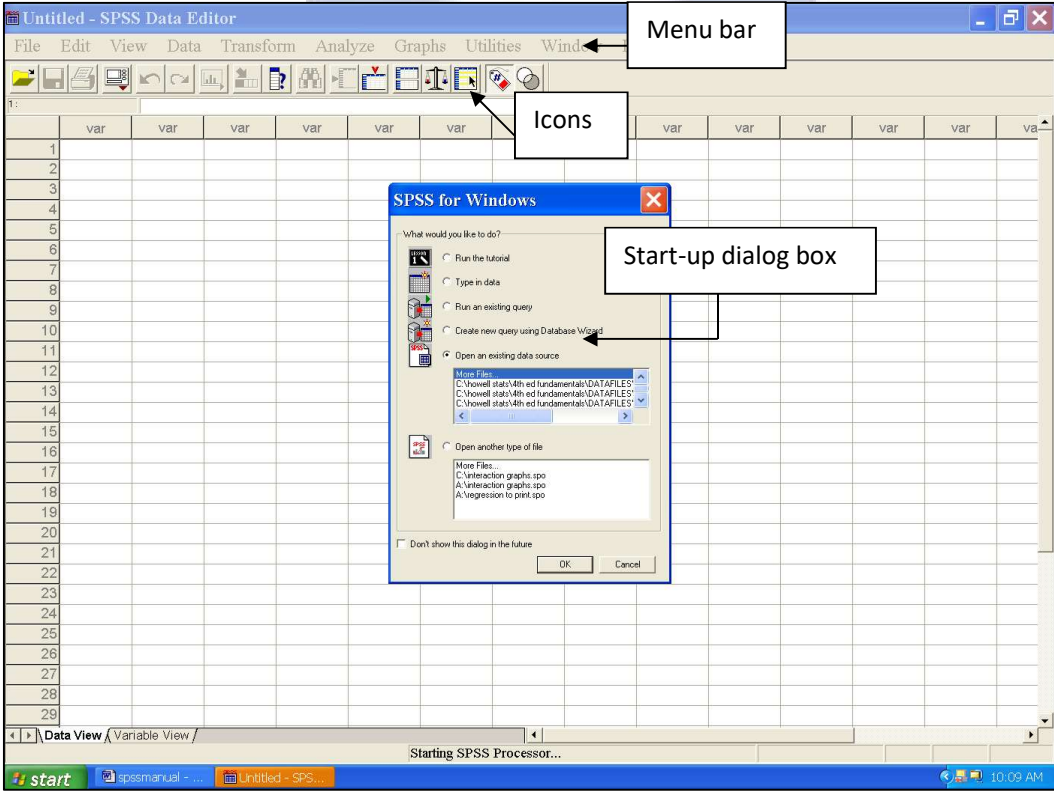 Untitled - SPSS Data Editor
Menu bar
File Edit View Data Transform Analyze Graphs Utilities
Icons
1:
var var var var var var var var var var var
1
2
3
SPSS for Windows
4
5
What would you like to do?
6
Run the tutorial
Start-up dialog box
7
Type in data
8
9
Run an existing query
10
Create new query using Database Wizard
11
Open an existing data source
12
More Files...
13
C:\howell stats\4th ed fundamentals\DATAFILES
C:\howell stats\4th ed fundamentals\DATAFILES
C:\howell stats\4th ed fundamentals\DATAFILES
14
15
16
Open another type of file
17
More Files...
C:\interaction graphs.spo
18
A:\interaction graphs.spo
A:\regression to print.spo
19
20
21
Don't show this dialog in the future
22
OK Cancel
23
24
25
26
27
28
29
Data View Variable View
Starting SPSS Processor...
start spssmanual - ... Untitled - SPS... 10:09 AM